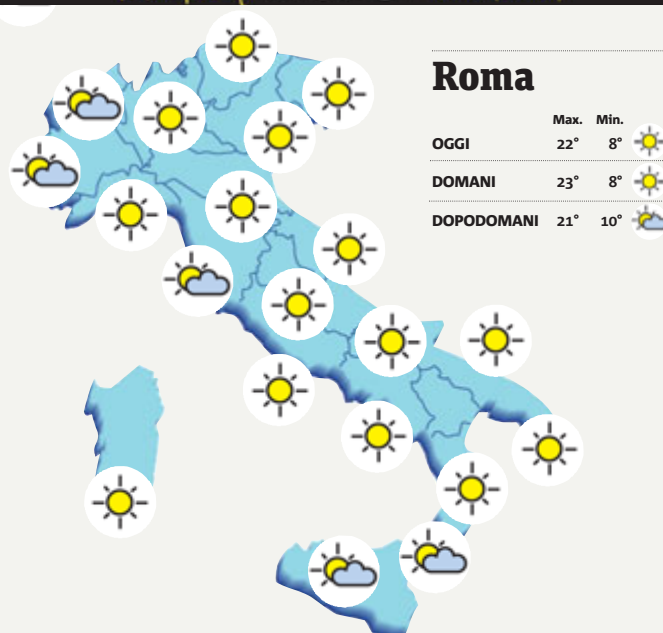 Roma
Max. Min.
OGGI 22° 8°
DOMANI 23° 8°
DOPODOMANI 21° 10°